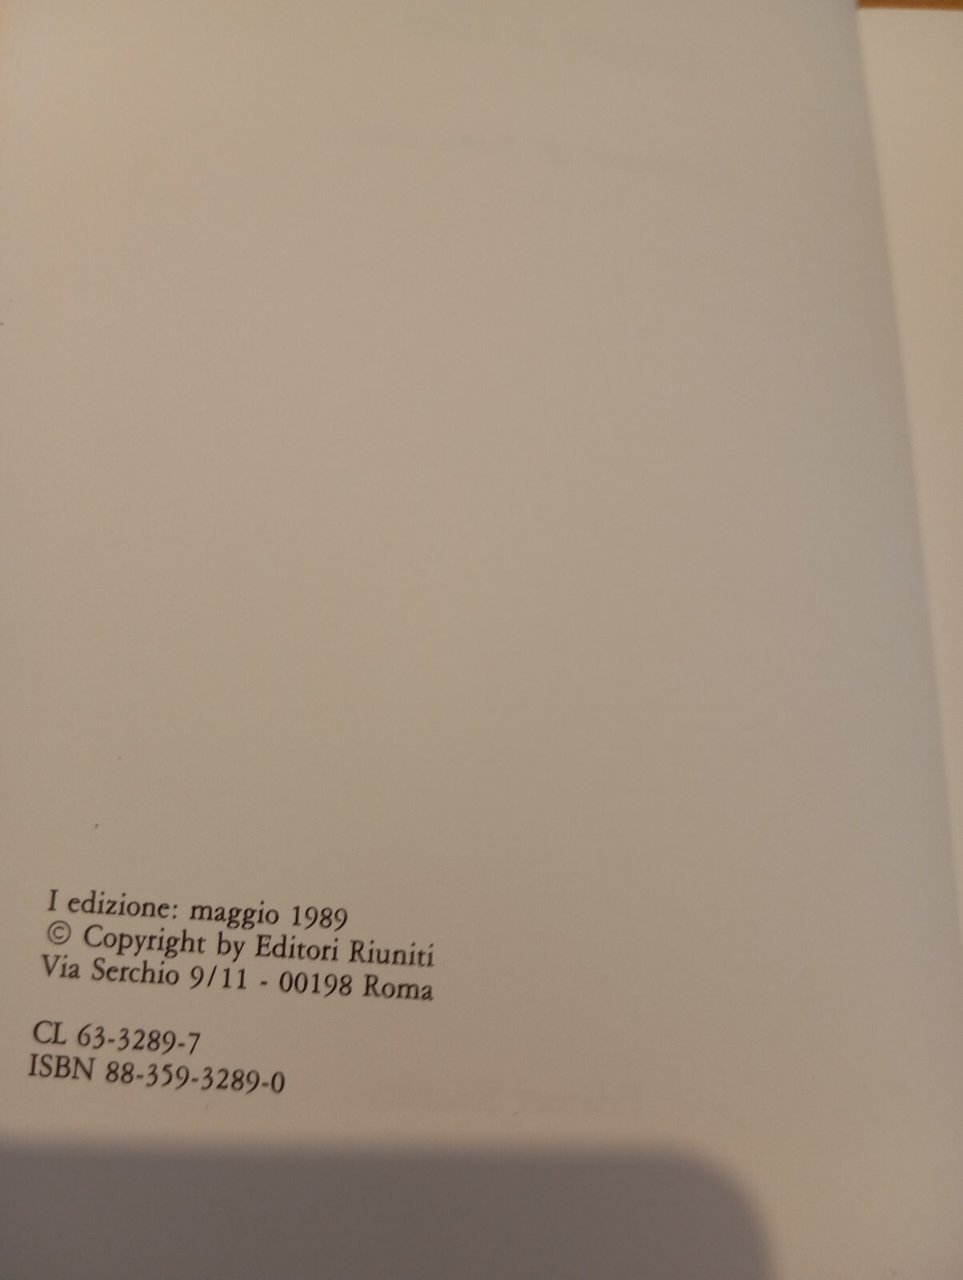 I edizione: maggio 1989
© Copyright by Editori Riuniti
Via Serchio 9/11 - 00198 Roma
CL 63-3289-7
ISBN 88-359-3289-0